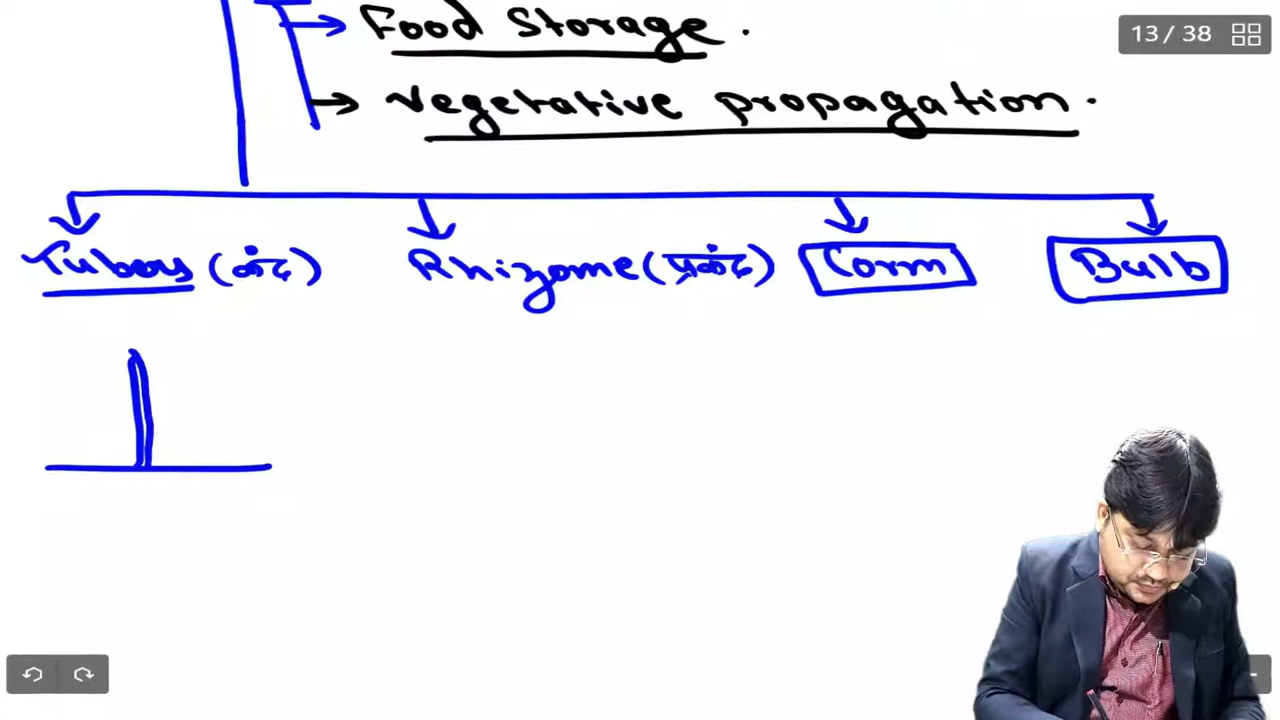 13 / 38
→ Food Storage.
→ Vegetative propagation.
Tubers (कंद) Rhizome (प्रकंद) Corm Bulb